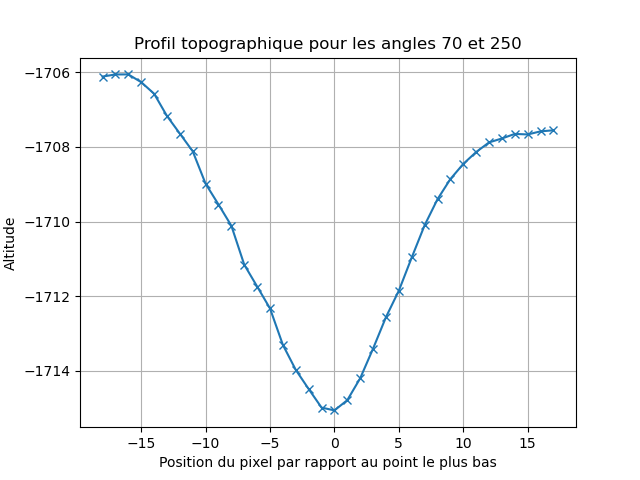 Profil topographique pour les angles 70 et 250
−1706
−1708
−1710
−1712
−1714
Altitude
−15 −10 −5 0 5 10 15
Position du pixel par rapport au point le plus bas